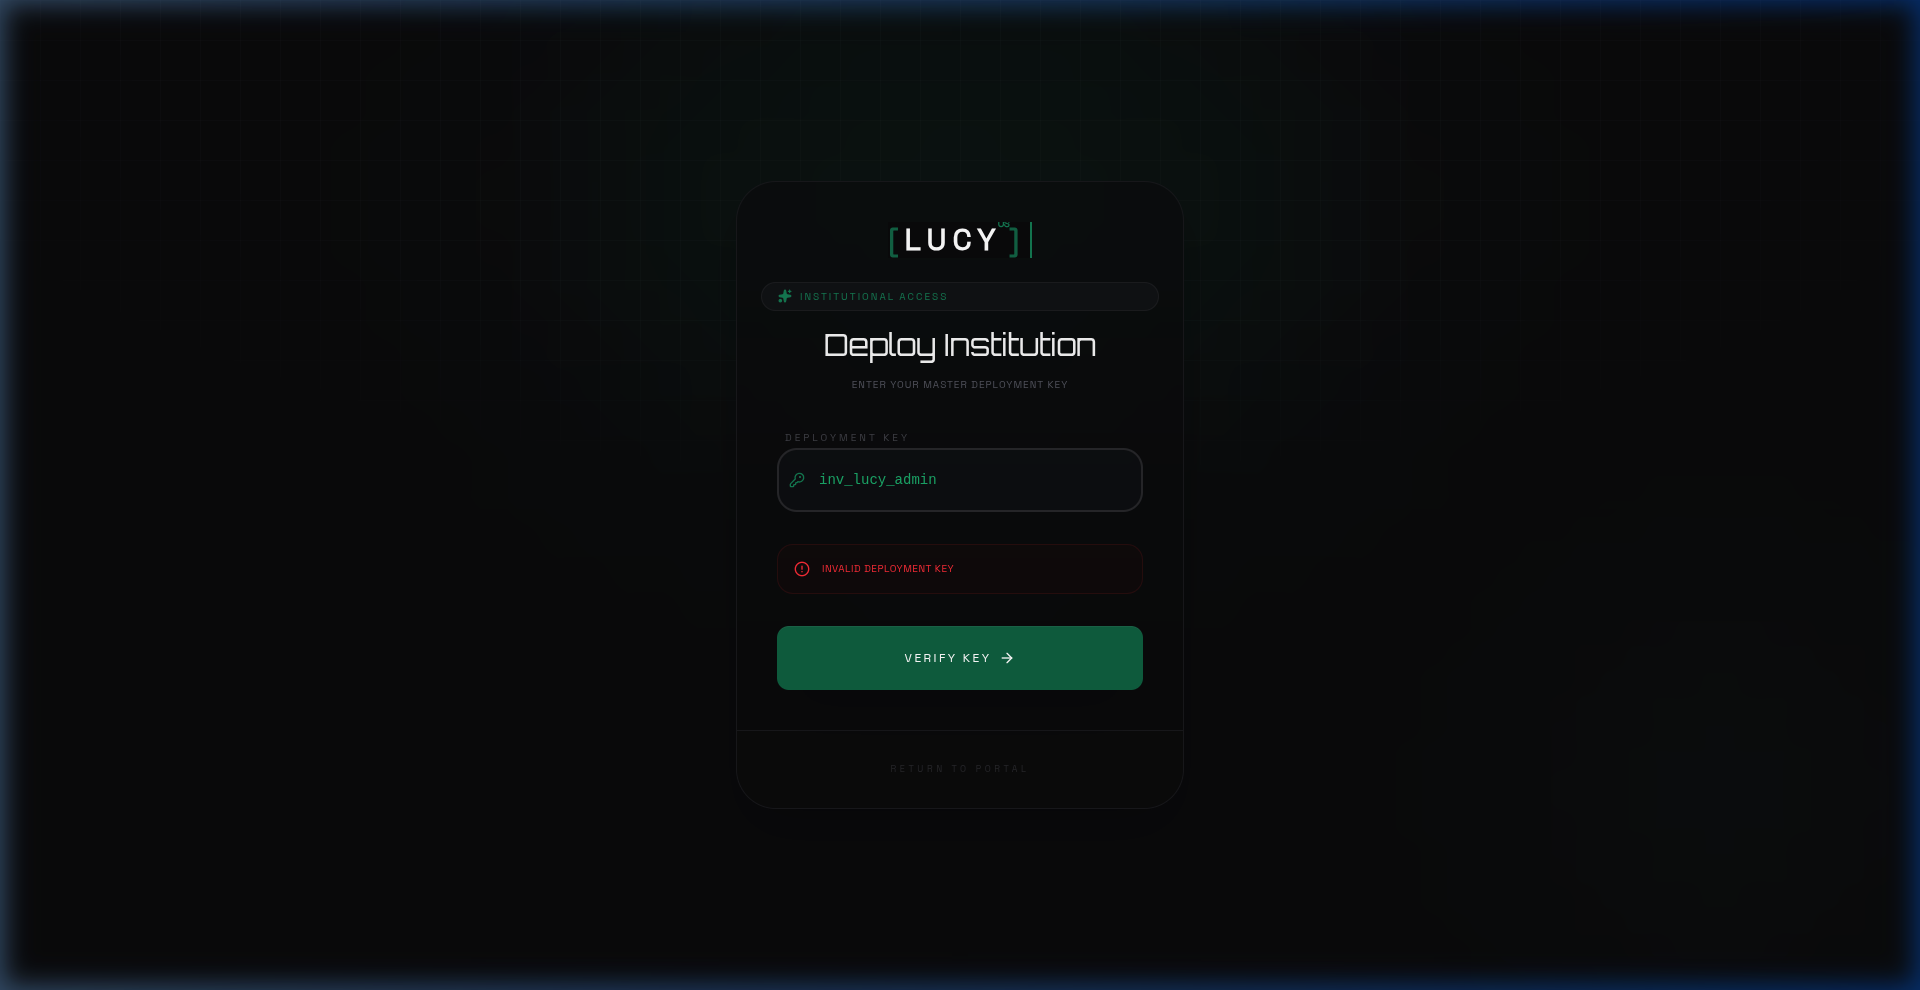 [LUCY OS]
INSTITUTIONAL ACCESS
Deploy Institution
ENTER YOUR MASTER DEPLOYMENT KEY
DEPLOYMENT KEY
inv_lucy_admin
INVALID DEPLOYMENT KEY
VERIFY KEY →
RETURN TO PORTAL